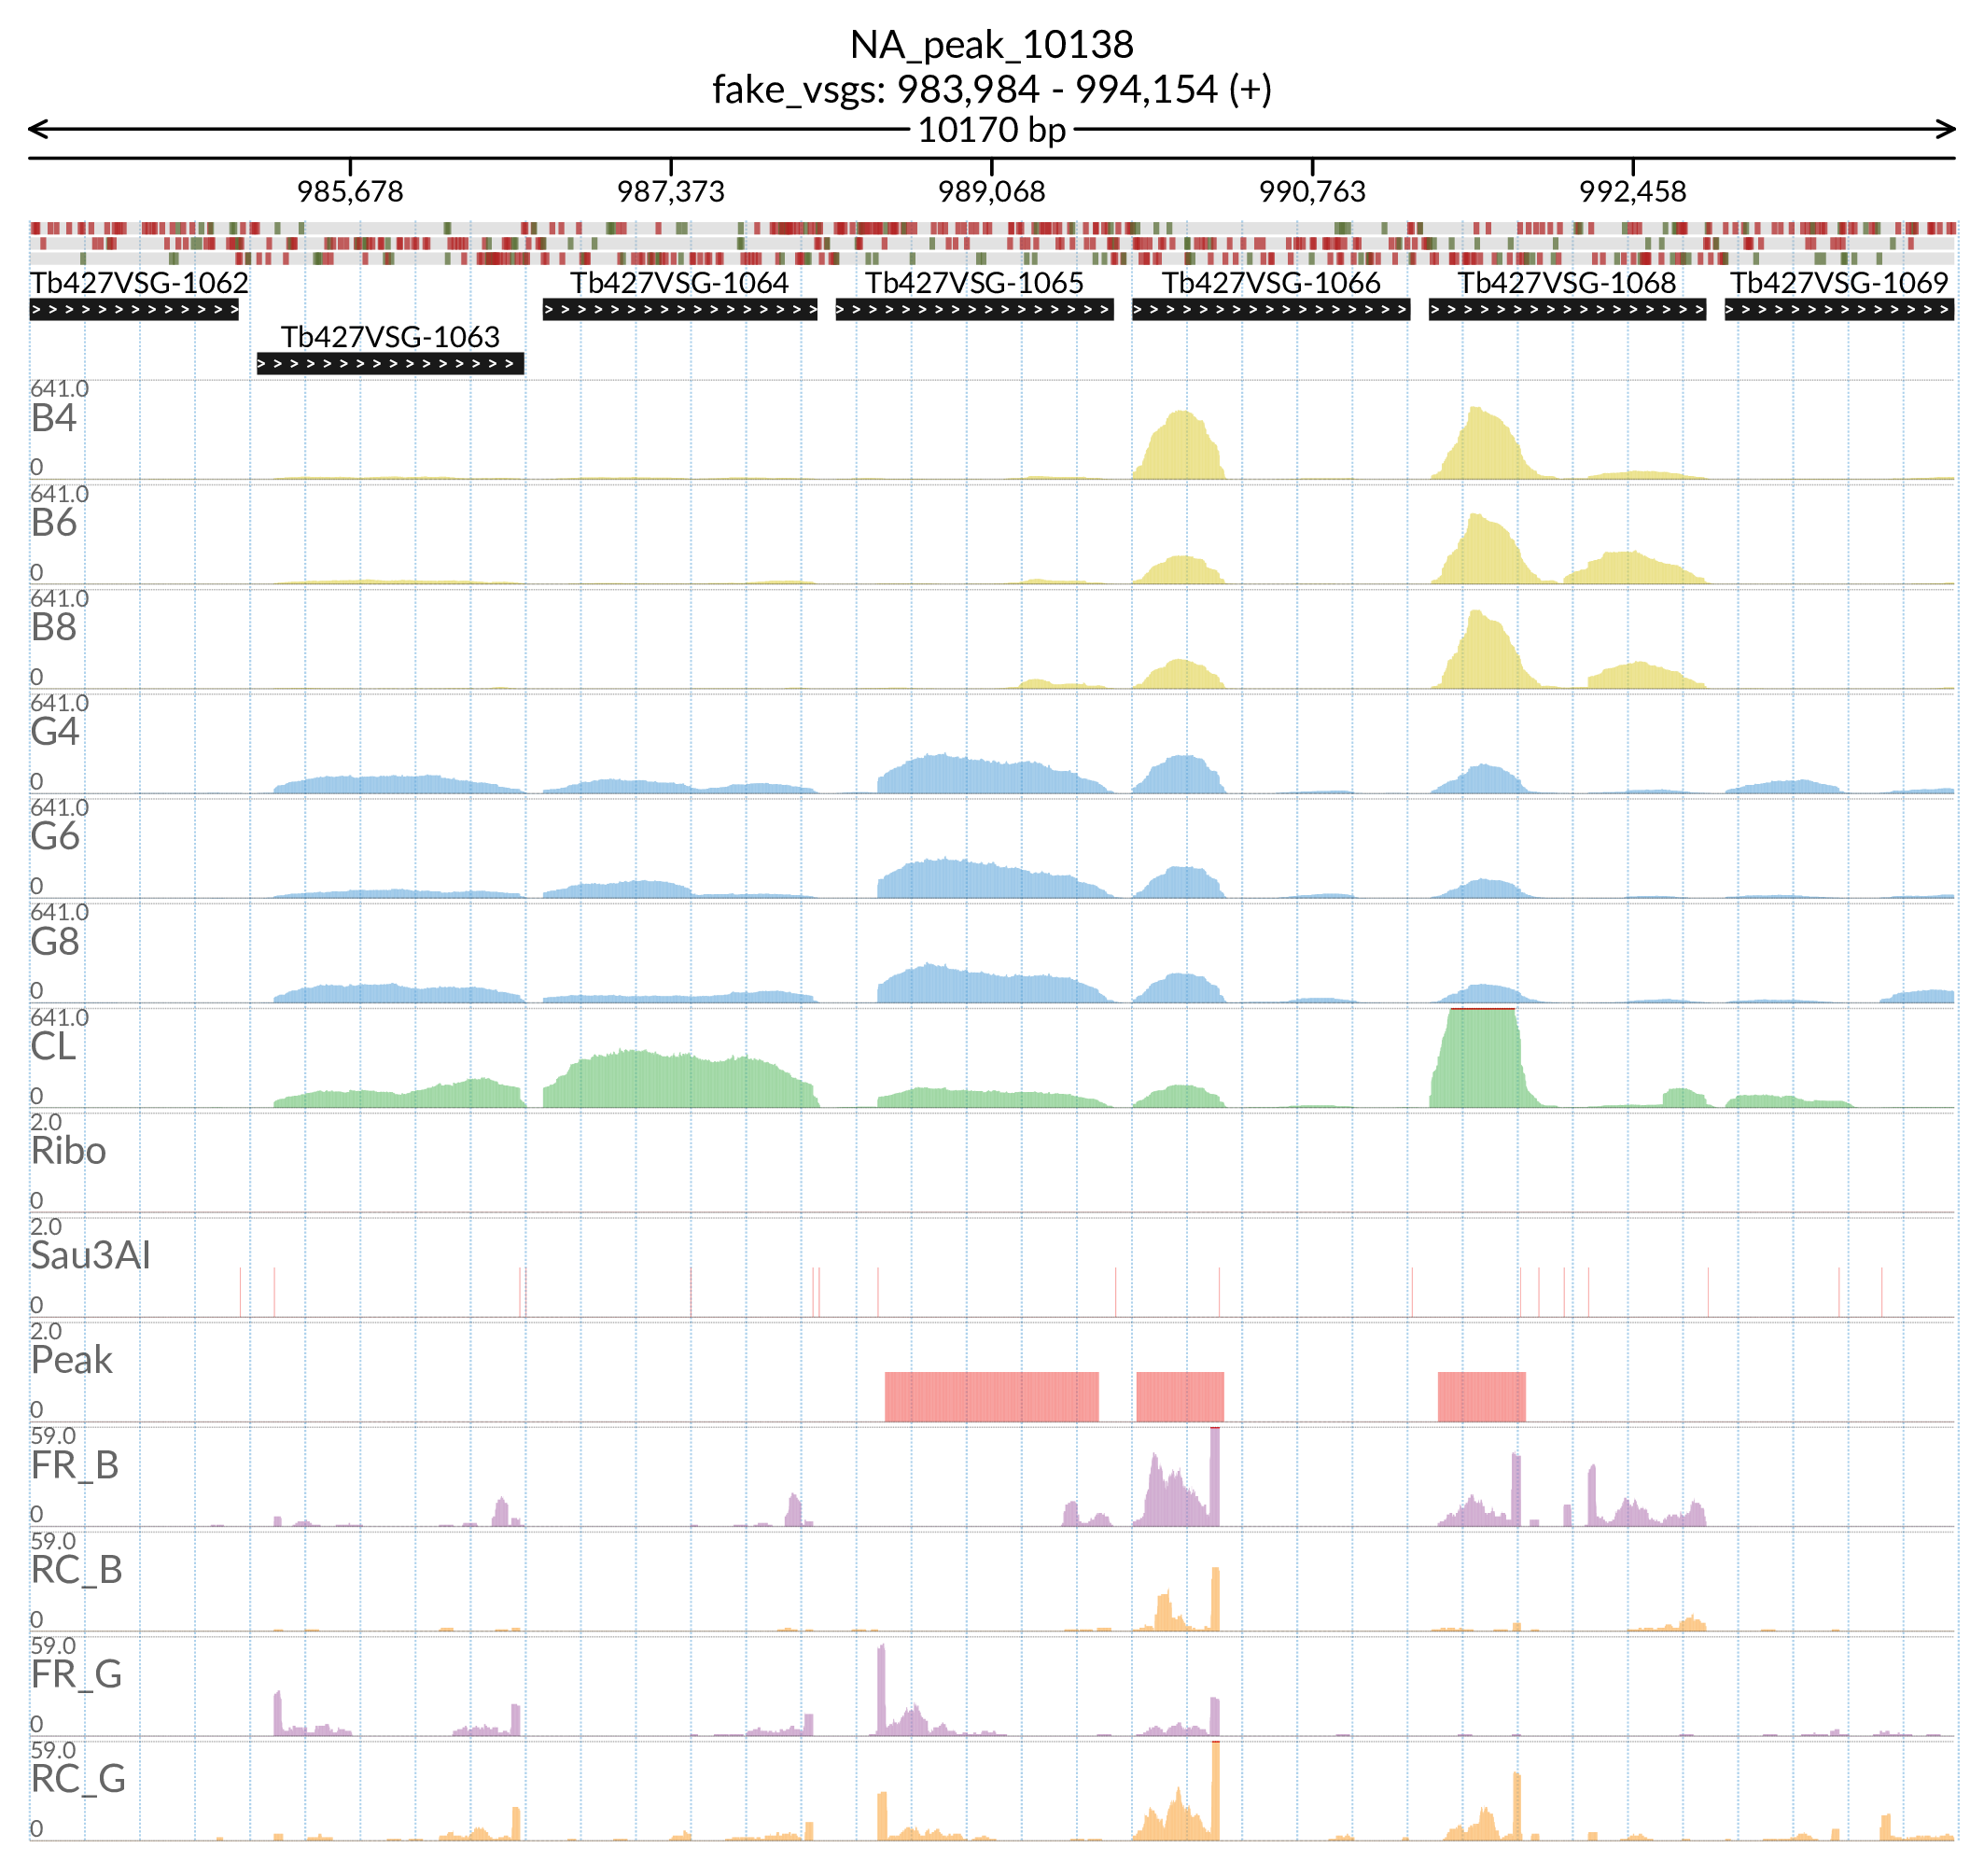 NA_peak_10138
fake_vsgs: 983,984 - 994,154 (+)
10170 bp
985,678 987,373 989,068 990,763 992,458
Tb427VSG-1062 Tb427VSG-1064 Tb427VSG-1065 Tb427VSG-1066 Tb427VSG-1068 Tb427VSG-1069
Tb427VSG-1063
641.0
B4
0
641.0
B6
0
641.0
B8
0
641.0
G4
0
641.0
G6
0
641.0
G8
0
641.0
CL
0
2.0
Ribo
0
2.0
Sau3AI
0
2.0
Peak
0
59.0
FR_B
0
59.0
RC_B
0
59.0
FR_G
0
59.0
RC_G
0